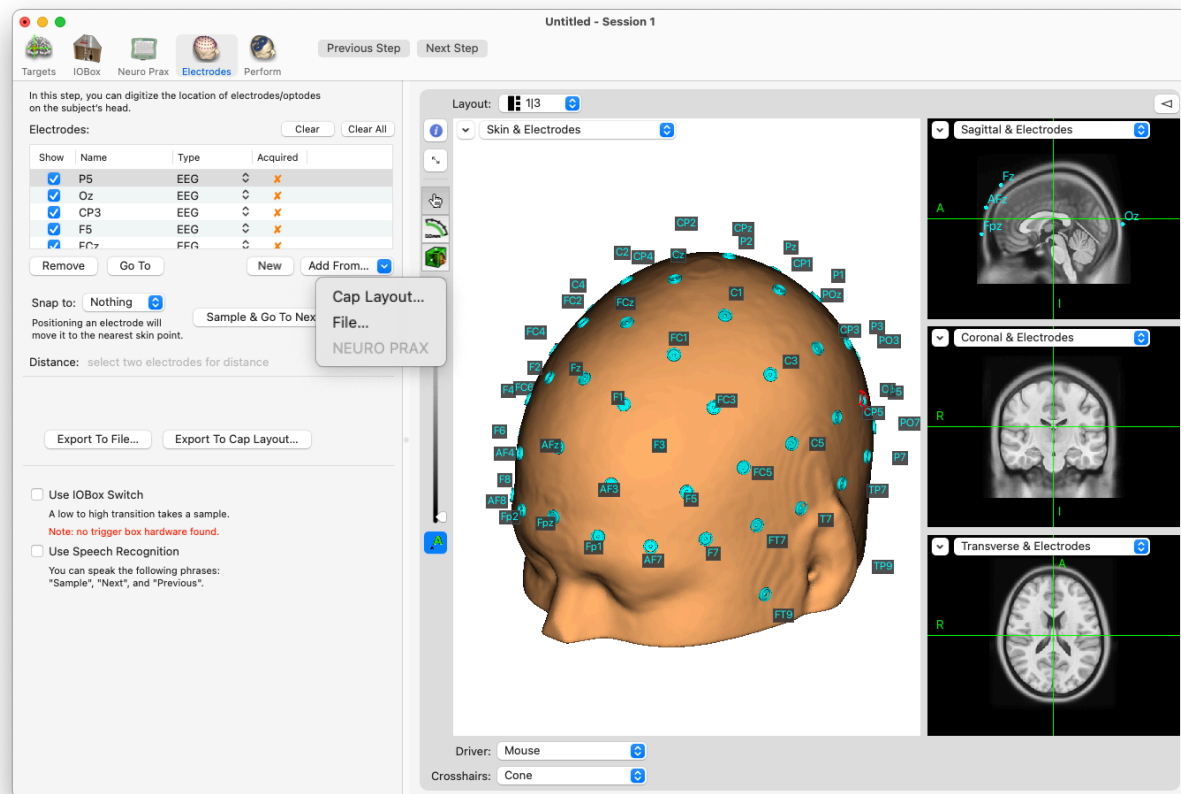 Untitled - Session 1
Targets
IOBox
Neuro Prax
Electrodes
Perform
Previous Step
Next Step
In this step, you can digitize the location of electrodes/optodes
on the subject's head.
Electrodes:
Clear
Clear All
Show Name Type Acquired
P5 EEG
Oz EEG
CP3 EEG
F5 EEG
FCz EEG
Remove
Go To
New
Add From...
Cap Layout...
File...
NEURO PRAX
Snap to: Nothing
Positioning an electrode will
move it to the nearest skin point.
Sample & Go To Nex
Distance: select two electrodes for distance
Export To File...
Export To Cap Layout...
Use IOBox Switch
A low to high transition takes a sample.
Note: no trigger box hardware found.
Use Speech Recognition
You can speak the following phrases:
"Sample", "Next", and "Previous".
Layout: 1|3
Skin & Electrodes
CP2
CPz
P2
C2
CP4
Cz
Pz
CP1
C4
FC2
FCz
C1
P1
POz
FC4
FC1
CP3
P3
PO3
F2
Fz
C3
F4
FC6
F1
FC3
P5
CP5
PO7
F6
AF4
AFz
F3
C5
P7
F8
AF8
AF3
FC5
TP7
Fp2
Fpz
F5
T7
Fp1
AF7
F7
FT7
TP9
FT9
A
Sagittal & Electrodes
Fz
AFz
Fpz
Oz
A
I
Coronal & Electrodes
R
I
Transverse & Electrodes
A
R
Driver: Mouse
Crosshairs: Cone